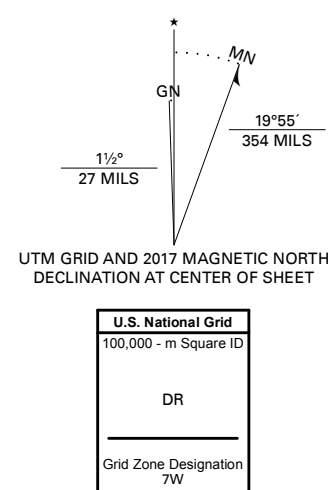 ★
MN
GN
19°55´
354 MILS
1½°
27 MILS
UTM GRID AND 2017 MAGNETIC NORTH
DECLINATION AT CENTER OF SHEET
U.S. National Grid
100,000 - m Square ID
DR
Grid Zone Designation
7W